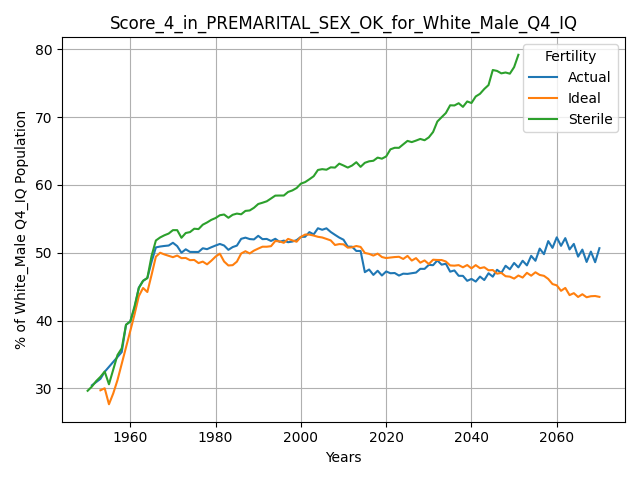 Score_4_in_PREMARITAL_SEX_OK_for_White_Male_Q4_IQ
% of White_Male Q4_IQ Population
80
70
60
50
40
30
Fertility
Actual
Ideal
Sterile
1960
1980
2000
2020
2040
2060
Years